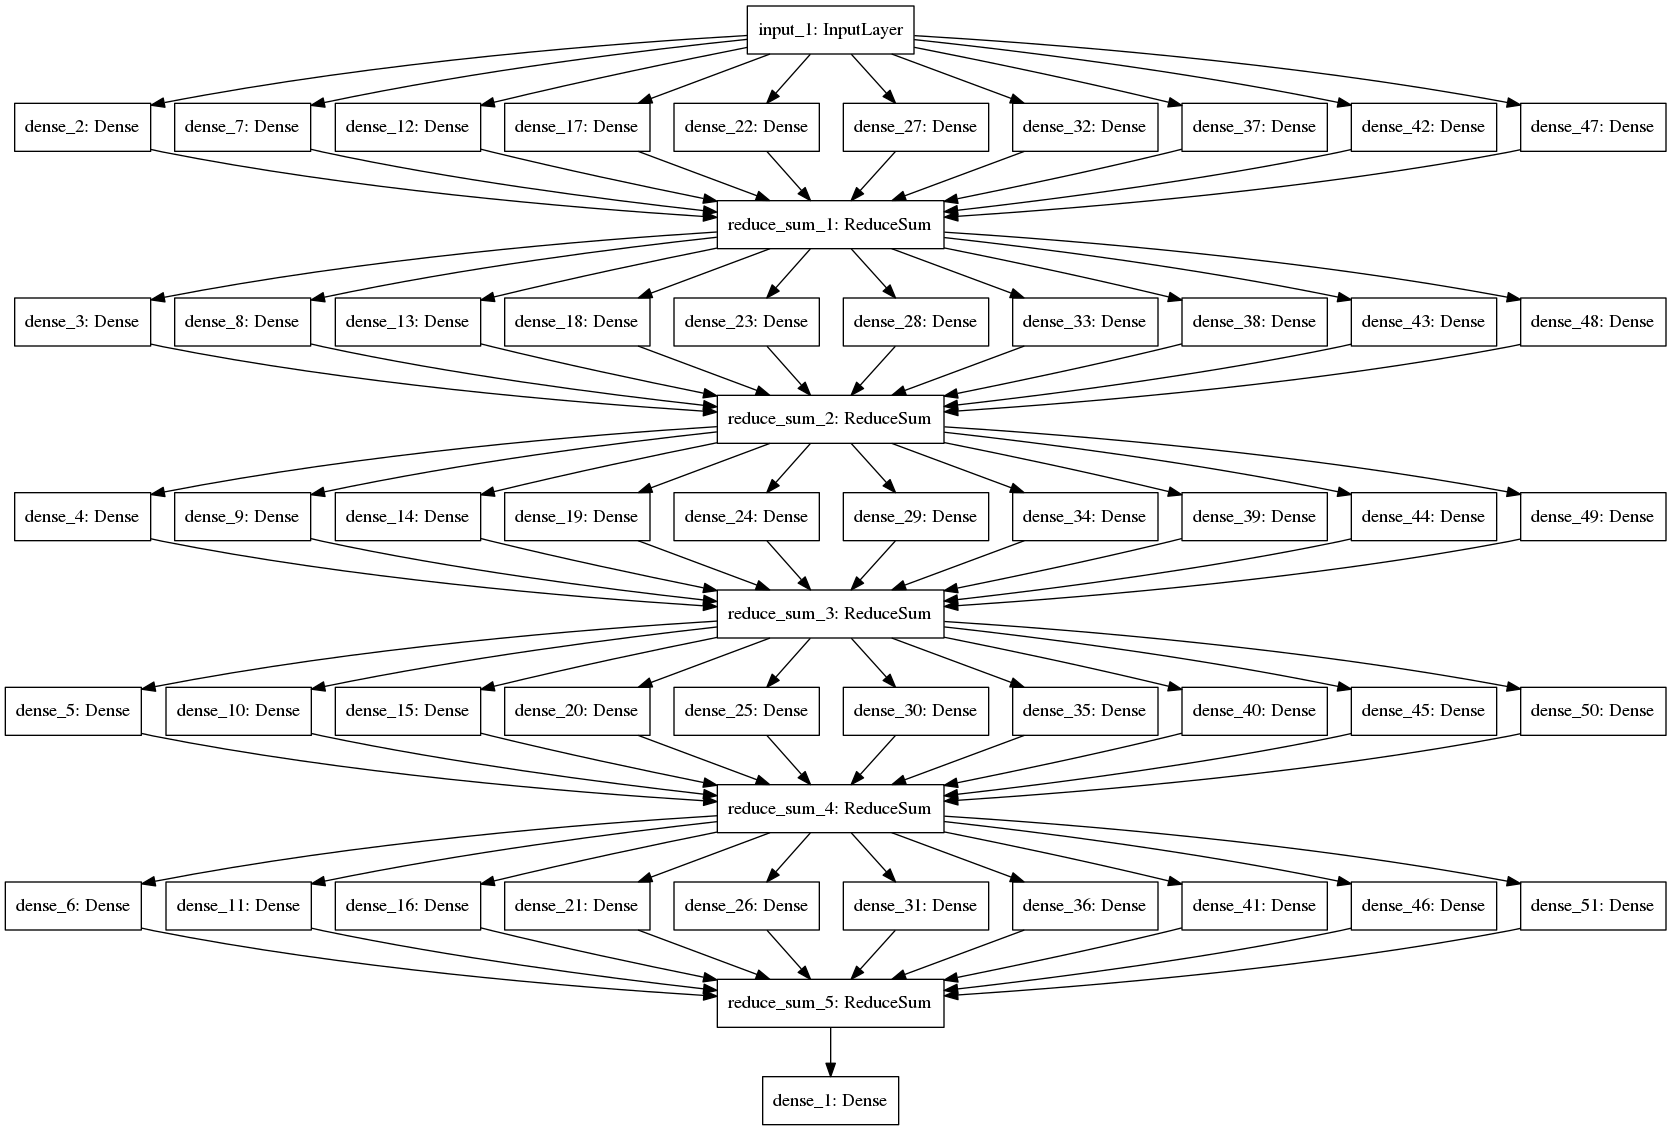 input_1: InputLayer
dense_2: Dense
dense_7: Dense
dense_12: Dense
dense_17: Dense
dense_22: Dense
dense_27: Dense
dense_32: Dense
dense_37: Dense
dense_42: Dense
dense_47: Dense
reduce_sum_1: ReduceSum
dense_3: Dense
dense_8: Dense
dense_13: Dense
dense_18: Dense
dense_23: Dense
dense_28: Dense
dense_33: Dense
dense_38: Dense
dense_43: Dense
dense_48: Dense
reduce_sum_2: ReduceSum
dense_4: Dense
dense_9: Dense
dense_14: Dense
dense_19: Dense
dense_24: Dense
dense_29: Dense
dense_34: Dense
dense_39: Dense
dense_44: Dense
dense_49: Dense
reduce_sum_3: ReduceSum
dense_5: Dense
dense_10: Dense
dense_15: Dense
dense_20: Dense
dense_25: Dense
dense_30: Dense
dense_35: Dense
dense_40: Dense
dense_45: Dense
dense_50: Dense
reduce_sum_4: ReduceSum
dense_6: Dense
dense_11: Dense
dense_16: Dense
dense_21: Dense
dense_26: Dense
dense_31: Dense
dense_36: Dense
dense_41: Dense
dense_46: Dense
dense_51: Dense
reduce_sum_5: ReduceSum
dense_1: Dense